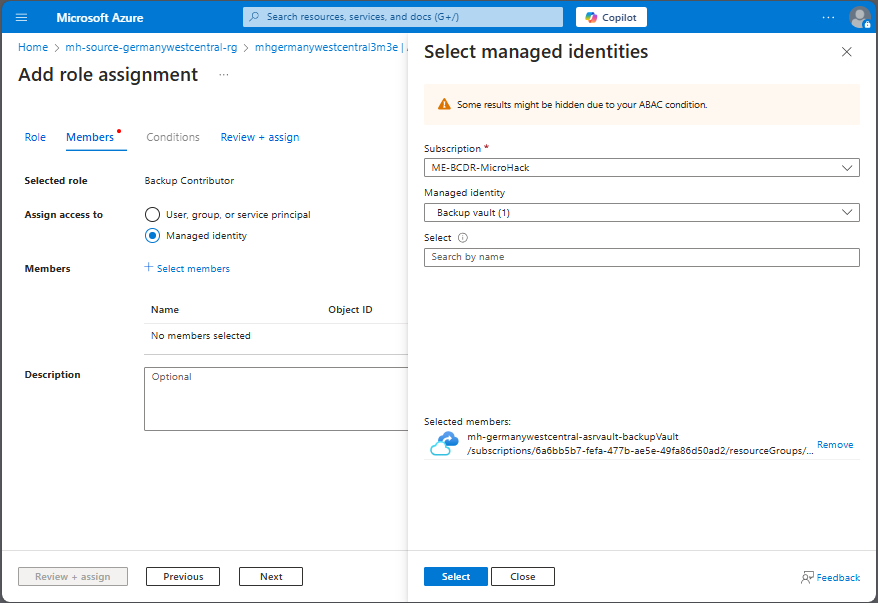 Microsoft Azure
Search resources, services, and docs (G+/)
Copilot
...
Home > mh-source-germanywestcentral-rg > mhgermanywestcentral3m3e |
Add role assignment ...
Role Members Conditions Review + assign
Selected role Backup Contributor
Assign access to User, group, or service principal
Managed identity
Members + Select members
Name Object ID
No members selected
Description Optional
Review + assign Previous Next
Select managed identities
Some results might be hidden due to your ABAC condition.
Subscription *
ME-BCDR-MicroHack
Managed identity
Backup vault (1)
Select
Search by name
Selected members:
mh-germanywestcentral-asrvault-backupVault
/subscriptions/6a6bb5b7-fefa-477b-ae5e-49fa86d50ad2/resourceGroups/...
Remove
Select Close Feedback